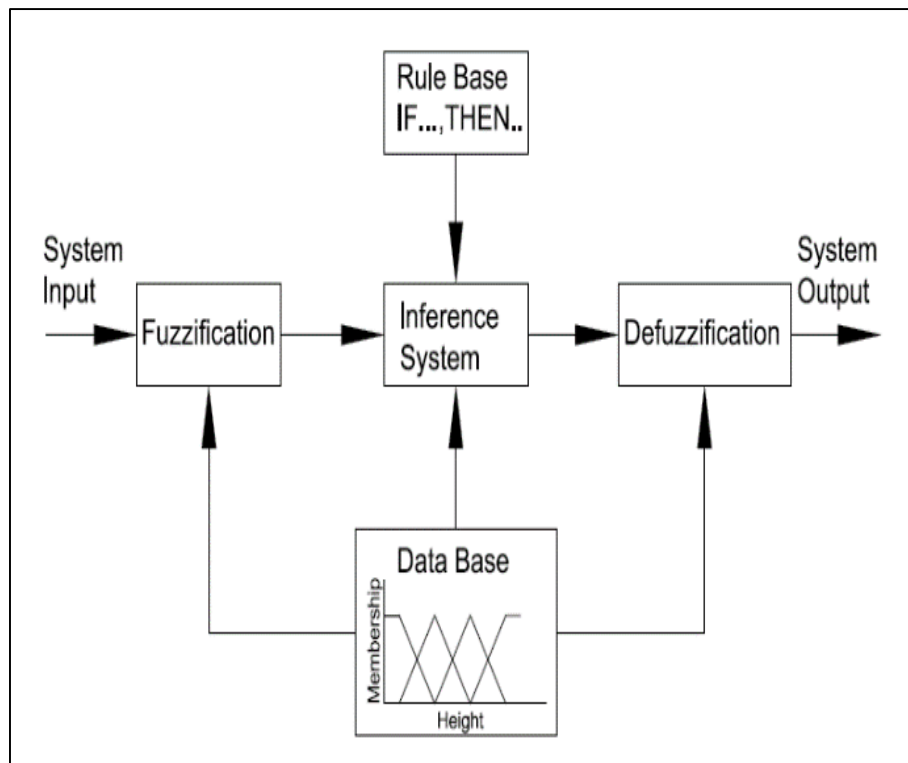 Rule Base
IF...,THEN..
System
Input
Fuzzification
Inference
System
Defuzzification
System
Output
Data Base
Membership
Height